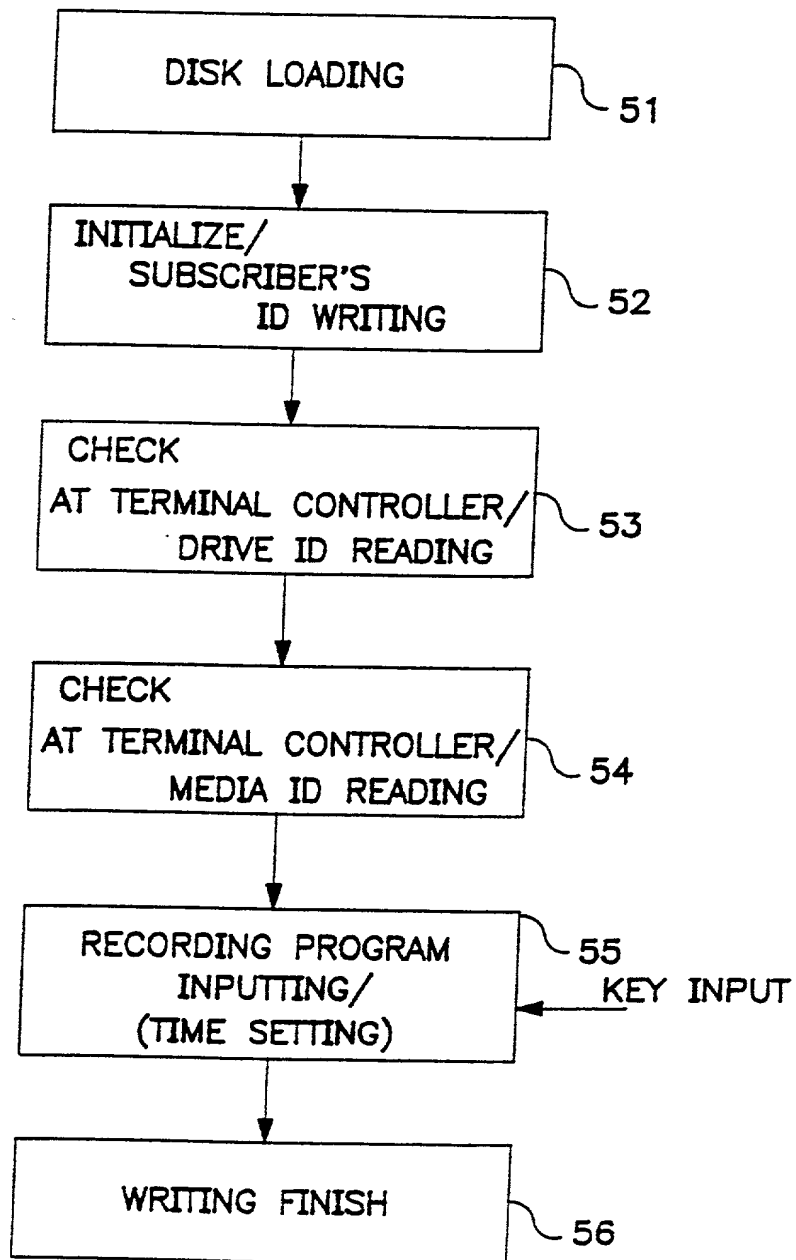 DISK LOADING
51
INITIALIZE/
SUBSCRIBER'S
ID WRITING
52
CHECK
AT TERMINAL CONTROLLER/
DRIVE ID READING
53
CHECK
AT TERMINAL CONTROLLER/
MEDIA ID READING
54
RECORDING PROGRAM
INPUTTING/
(TIME SETTING)
55
KEY INPUT
WRITING FINISH
56